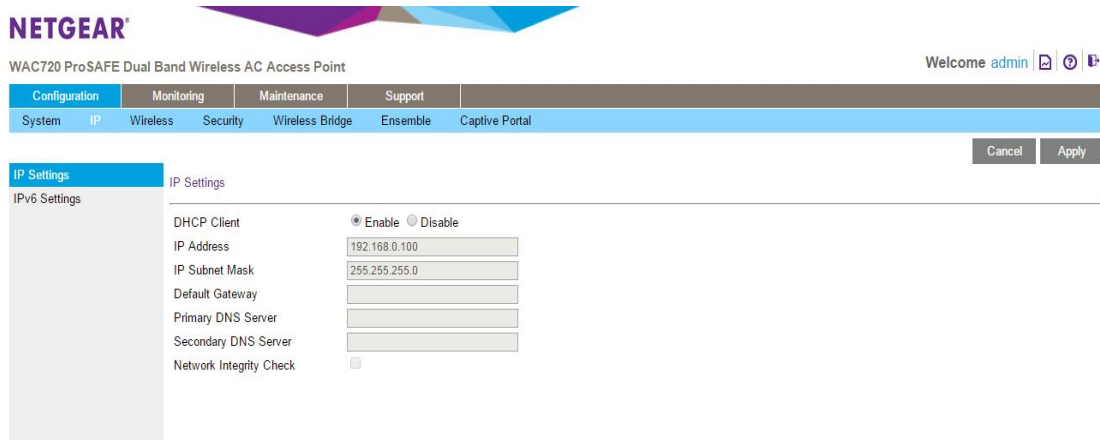 NETGEAR®
WAC720 ProSAFE Dual Band Wireless AC Access Point
Welcome admin
Configuration Monitoring Maintenance Support
System IP Wireless Security Wireless Bridge Ensemble Captive Portal
Cancel Apply
IP Settings
IPv6 Settings
IP Settings
DHCP Client Enable Disable
IP Address 192.168.0.100
IP Subnet Mask 255.255.255.0
Default Gateway
Primary DNS Server
Secondary DNS Server
Network Integrity Check